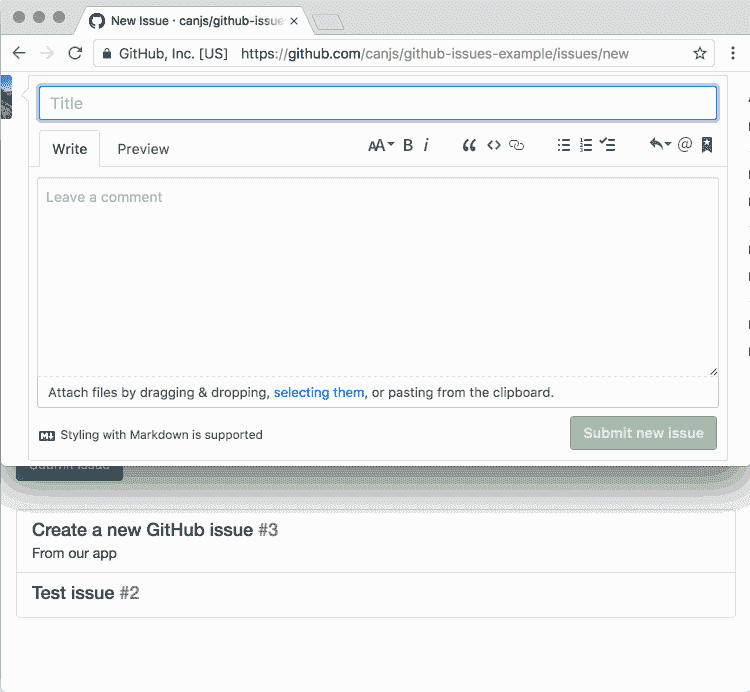 New Issue · canjs/github-issue
GitHub, Inc. [US] https://github.com/canjs/github-issues-example/issues/new
Title
Write Preview AA B i
Leave a comment
Attach files by dragging & dropping, selecting them, or pasting from the clipboard.
Styling with Markdown is supported
Submit new issue
Submit issue
Create a new GitHub issue #3
From our app
Test issue #2